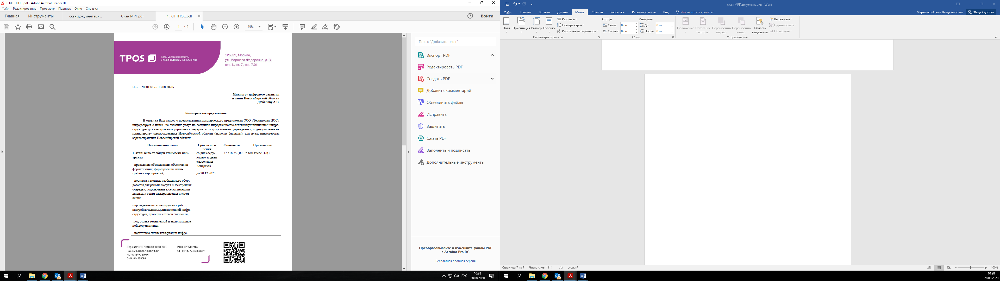 1. КП ТПОС.pdf - Adobe Acrobat Reader DC
Файл Редактирование Просмотр Подпись Окно Справка
Главная Инструменты скан документаци... Скан МРГ.pdf 1. КП ТПОС.pdf × Войти
1 / 2 75%
TPOS
Годы успешной работы
и тысячи довольных клиентов
125599, Москва,
ул. Маршала Федоренко, д. 3,
стр.1., эт. 7, оф. 7.01
Исх.: 200813/1 от 13.08.2020г.
Министру цифрового развития
и связи Новосибирской области
Дюбанову А.В.
Коммерческое предложение
В ответ на Ваш запрос о предоставлении коммерческого предложения ООО «Территория ПОС»
информирует о ценах на оказание услуг по созданию информационно-телекоммуникационной инфра-
структуры для электронного управления очередью в государственных учреждениях, подведомственных
министерству здравоохранения Новосибирской области (включая филиалы), для нужд министерства
здравоохранения Новосибирской области
Наименование этапа
Срок испол-
нения
Стоимость
Примечание
1 Этап: 69% от общей стоимости кон-
тракта
- проведение обследования объектов ин-
форматизации, формирование план-
графика мероприятий;
- поставка и монтаж необходимого обору-
дования для работы модуля «Электронная
очередь», подключение к сетям передачи
данных, к сетям электропитания и зазем-
ления;
- проведение пуско-наладочных работ,
настройка телекоммуникационной инфра-
структуры, проверка сетевой связности;
-подготовка технической и эксплуатацион-
ной документации;
- подготовка схемы коммутации инфра-
со дня следу-
ющего за днем
заключения
Контракта
до 20.12.2020
37 518 750,00
в том числе НДС
Кор.счет: 30101810200000000593
Р/с 40702810001300019067
АО "АЛЬФА-БАНК"
БИК: 044525593
ИНН: 9705107165
ОГРН: 1177746933308v
Поиск "Добавить текст"
Экспорт PDF
Редактировать PDF
Создать PDF
Добавить комментарий
Объединить файлы
Исправить
Защитить
Сжать PDF
Заполнить и подписать
Дополнительные инструменты
Преобразовывайте и изменяйте файлы PDF
с Acrobat Pro DC
Бесплатная пробная версия
РУС
10:28
28.08.2020
скан МРГ документация - Word
Файл Главная Вставка Дизайн Макет Ссылки Рассылки Рецензирование Вид Что вы хотите сделать? Марченко Алена Владимировна Общий доступ
Поля Ориентация Размер Колонки
Разрывы
Номера строк
Расстановка переносов
Параметры страницы
Отступ Интервал
Слева: 0 см До: 0 пт
Справа: 0 см После: 0 пт
Абзац
Положение
Обтекание
текстом
Переместить
вперед
Переместить
назад
Область
выделения
Выровнять
Группировать
Повернуть
Упорядочение
Страница 7 из 7 Число слов: 1114 русский 100%
10:28
28.08.2020